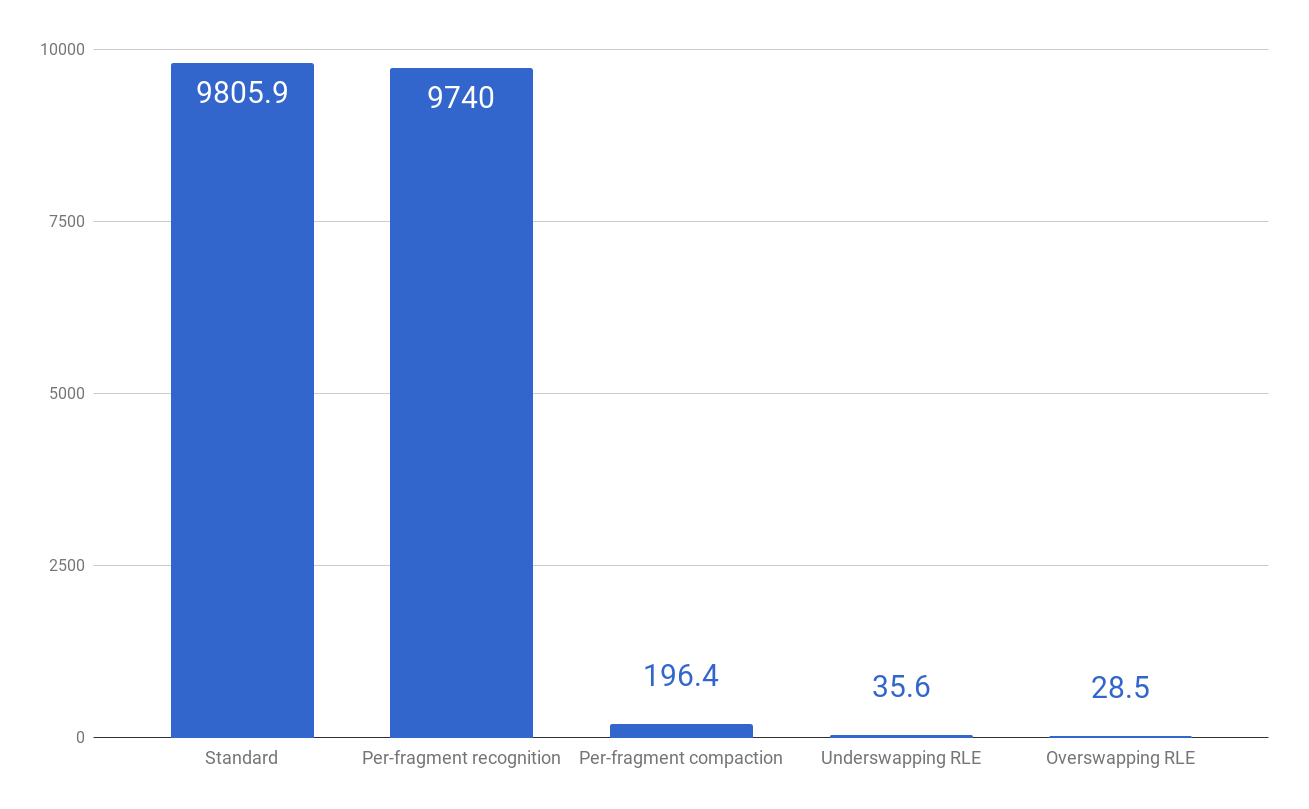 10000
9805.9
9740
7500
5000
2500
196.4
35.6
28.5
0
Standard
Per-fragment recognition
Per-fragment compaction
Underswapping RLE
Overswapping RLE